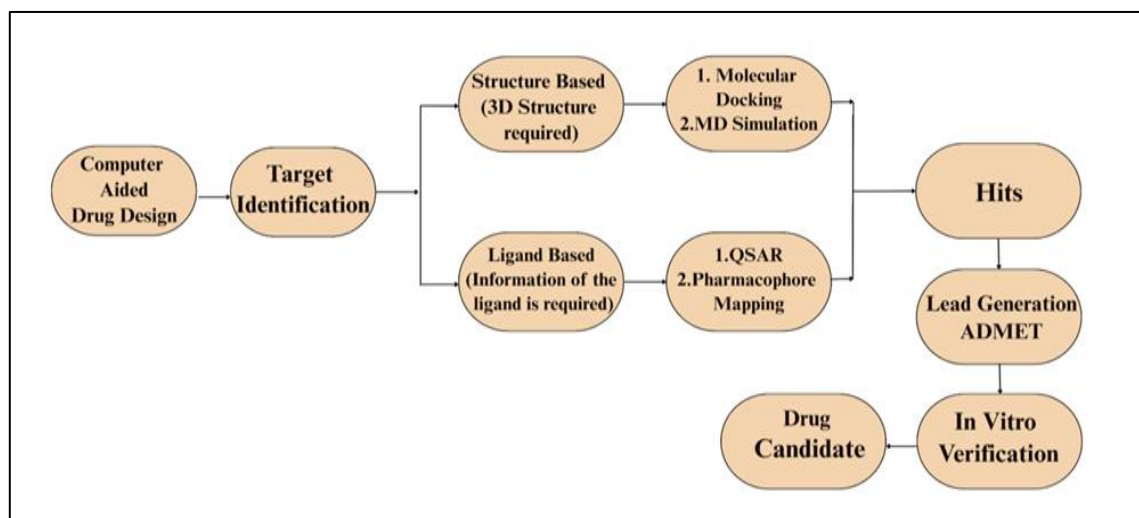 Computer
Aided
Drug Design
Target
Identification
Structure Based
(3D Structure
required)
1. Molecular
Docking
2.MD Simulation
Ligand Based
(Information of the
ligand is required)
1.QSAR
2.Pharmacophore
Mapping
Hits
Lead Generation
ADMET
In Vitro
Verification
Drug
Candidate